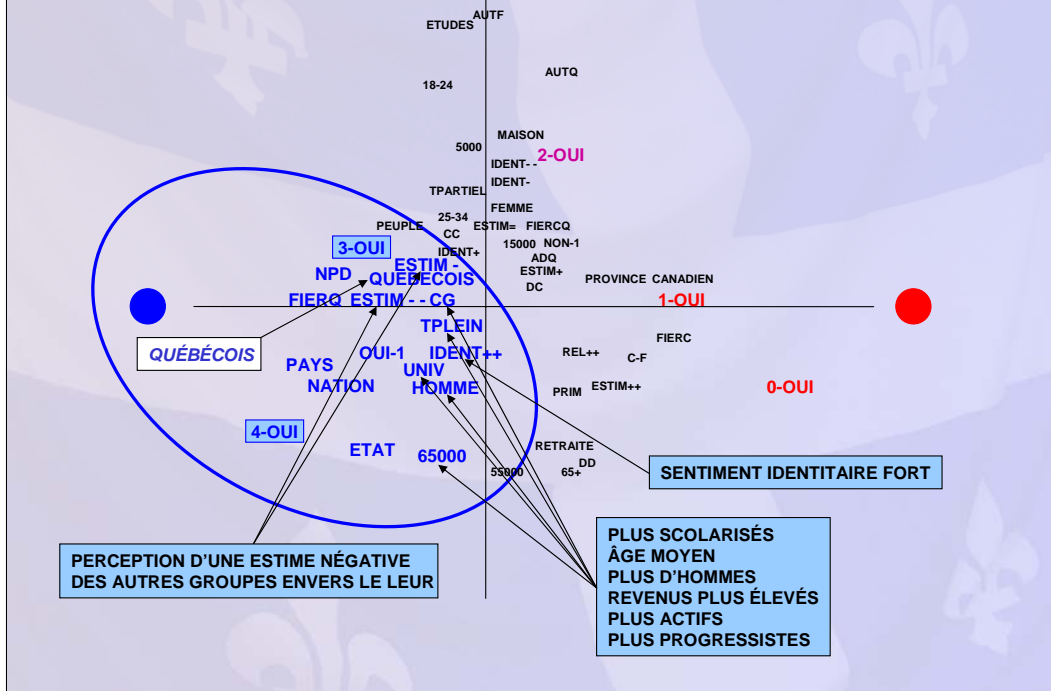 AUTF
ETUDES
AUTQ
18-24
MAISON
5000
2-OUI
IDENT- -
IDENT-
TPARTIEL
FEMME
25-34
PEUPLE
ESTIM=
FIERCQ
CC
15000
NON-1
3-OUI
IDENT+
ADQ
ESTIM -
ESTIM+
NPD
QUEBECOIS
PROVINCE
CANADIEN
DC
FIERQ
ESTIM - -
CG
1-OUI
TPLEIN
FIERC
QUÉBÉCOIS
OUI-1
IDENT++
REL++
C-F
PAYS
UNIV
NATION
HOMME
PRIM
ESTIM++
0-OUI
4-OUI
ETAT
65000
RETRAITE
DD
55000
65+
SENTIMENT IDENTITAIRE FORT
PERCEPTION D’UNE ESTIME NÉGATIVE
DES AUTRES GROUPES ENVERS LE LEUR
PLUS SCOLARISÉS
ÂGE MOYEN
PLUS D’HOMMES
REVENUS PLUS ÉLEVÉS
PLUS ACTIFS
PLUS PROGRESSISTES